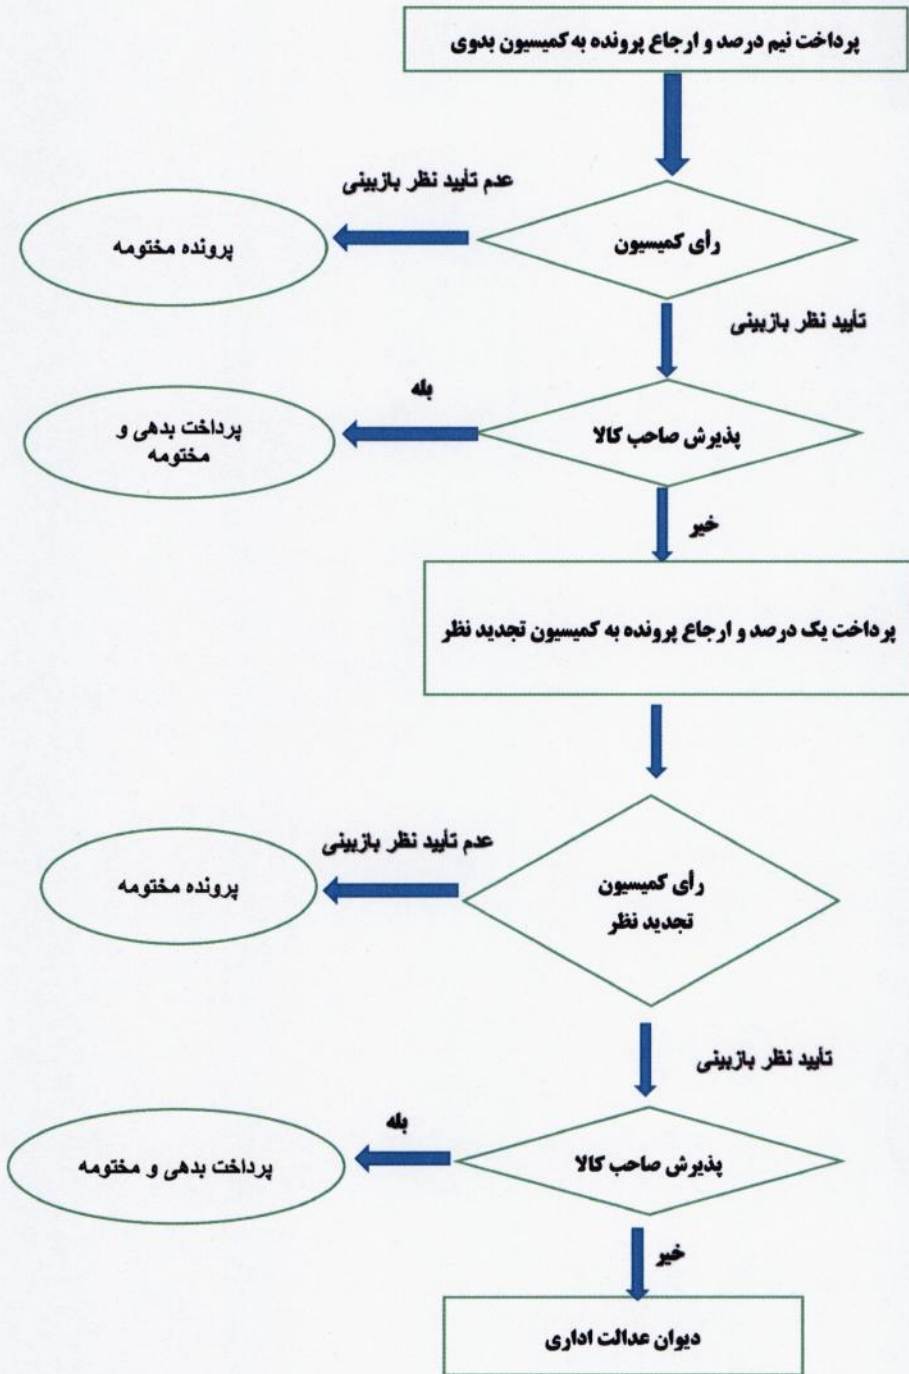 پرداخت نیم درصد و ارجاع پرونده به کمیسیون بدوی
عدم تأیید نظر بازبینی
رأی کمیسیون
پرونده مختومه
تأیید نظر بازبینی
بله
پذیرش صاحب کالا
پرداخت بدهی و
مختومه
خیر
پرداخت یک درصد و ارجاع پرونده به کمیسیون تجدید نظر
عدم تأیید نظر بازبینی
رأی کمیسیون
تجدید نظر
پرونده مختومه
تأیید نظر بازبینی
بله
پذیرش صاحب کالا
پرداخت بدهی و مختومه
خیر
دیوان عدالت اداری